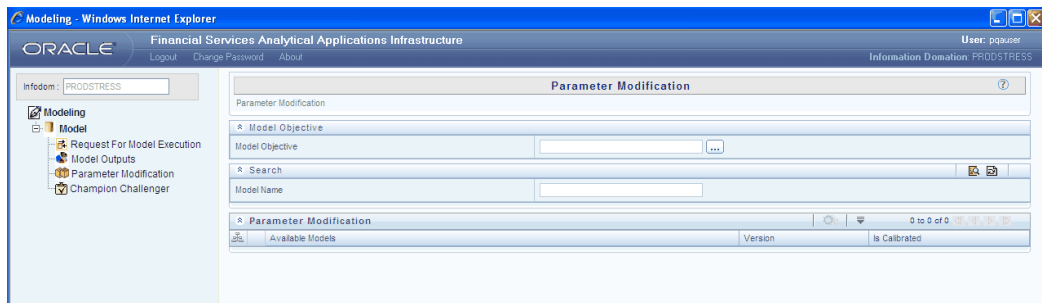 Modeling - Windows Internet Explorer
ORACLE
Financial Services Analytical Applications Infrastructure
User: pqauser
Logout Change Password About
Information Domation: PRODSTRESS
Infodom : PRODSTRESS
Modeling
Model
Request For Model Execution
Model Outputs
Parameter Modification
Champion Challenger
Parameter Modification
Parameter Modification
Model Objective
Model Objective
...
Search
Model Name
Parameter Modification
0 to 0 of 0
Available Models
Version
Is Calibrated